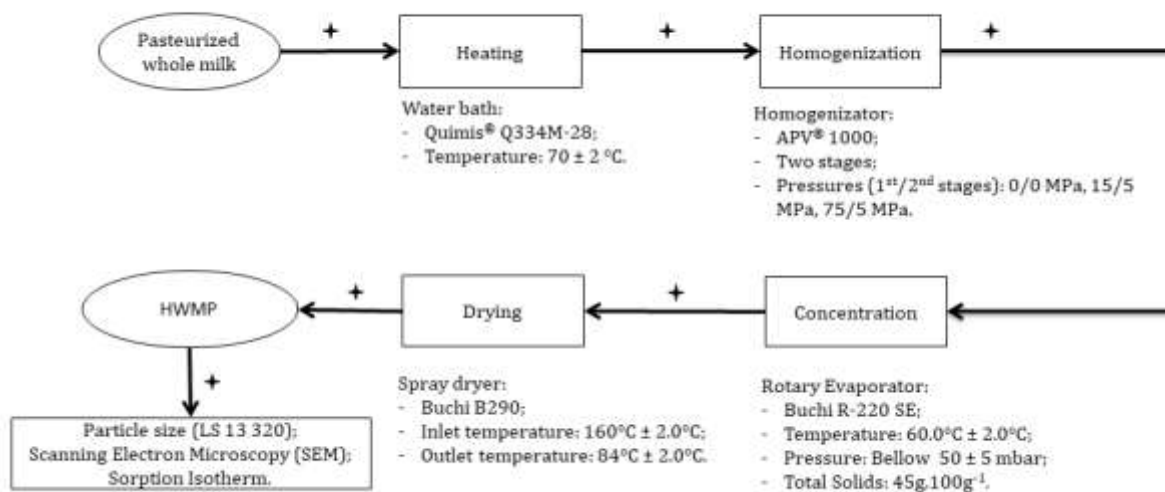 Pasteurized
whole milk
Heating
Homogenization
Water bath:
- Quimis® Q334M-28;
- Temperature: 70 ± 2 °C.
Homogenizator:
- APV® 1000;
- Two stages;
- Pressures (1st/2nd stages): 0/0 MPa, 15/5
MPa, 75/5 MPa.
HWMP
Drying
Concentration
Spray dryer:
- Buchi B290;
- Inlet temperature: 160°C ± 2.0°C;
- Outlet temperature: 84°C ± 2.0°C.
Rotary Evaporator:
- Buchi R-220 SE;
- Temperature: 60.0°C ± 2.0°C;
- Pressure: Bellow 50 ± 5 mbar;
- Total Solids: 45g.100g-1.
Particle size (LS 13 320);
Scanning Electron Microscopy (SEM);
Sorption Isotherm.